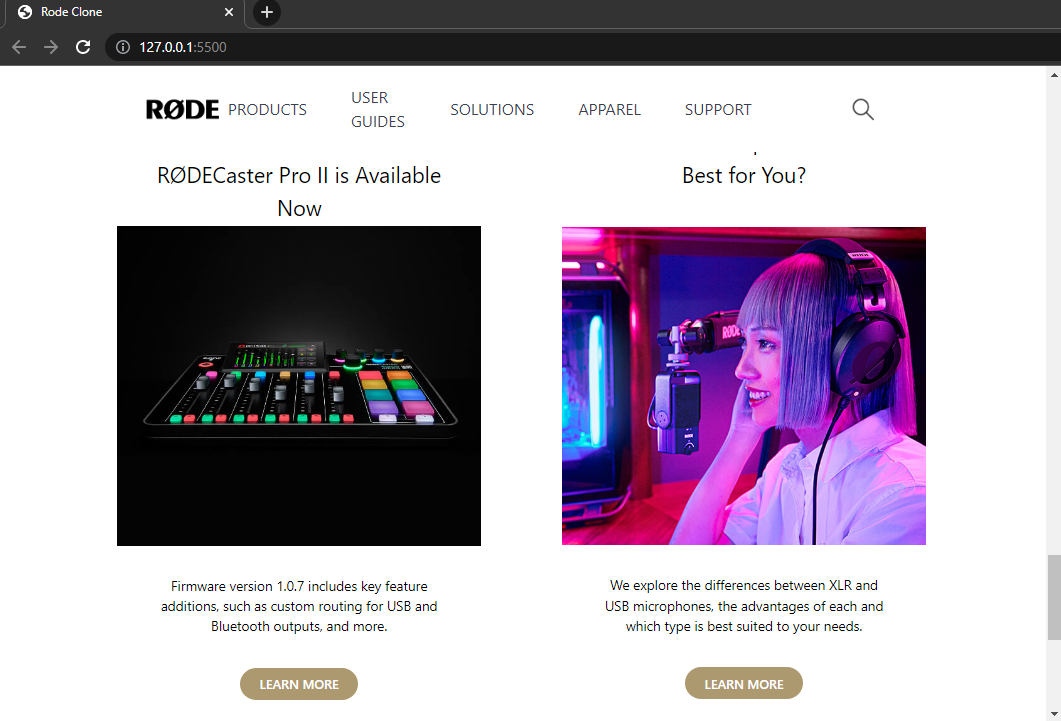 Rode Clone
127.0.0.1:5500
RØDE
PRODUCTS
USER
GUIDES
SOLUTIONS
APPAREL
SUPPORT
RØDECaster Pro II is Available
Now
Best for You?
RØDE
Firmware version 1.0.7 includes key feature
additions, such as custom routing for USB and
Bluetooth outputs, and more.
LEARN MORE
We explore the differences between XLR and
USB microphones, the advantages of each and
which type is best suited to your needs.
LEARN MORE